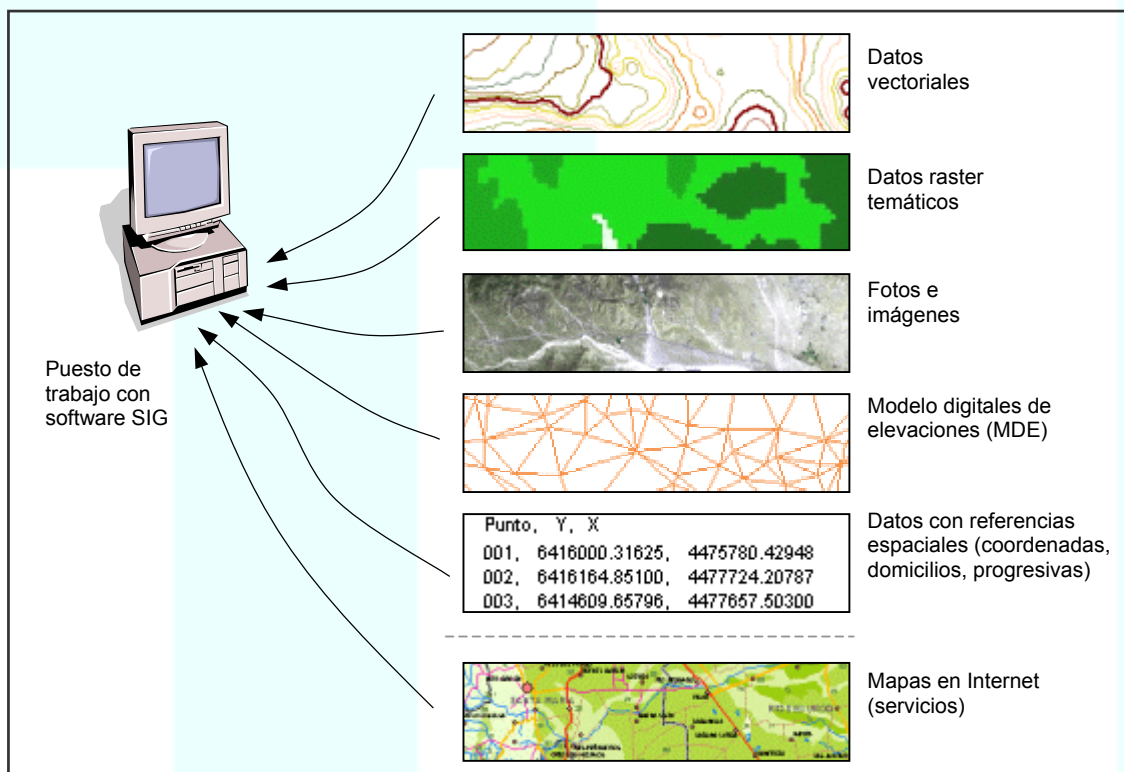 Datos
vectoriales
Datos raster
temáticos
Fotos e
imágenes
Puesto de
trabajo con
software SIG
Modelo digitales de
elevaciones (MDE)
Punto, Y, X
001, 6416000.31625, 4475780.42948
002, 6416164.85100, 4477724.20787
003, 6414609.65796, 4477657.50300
Datos con referencias
espaciales (coordenadas,
domicilios, progresivas)
Mapas en Internet
(servicios)